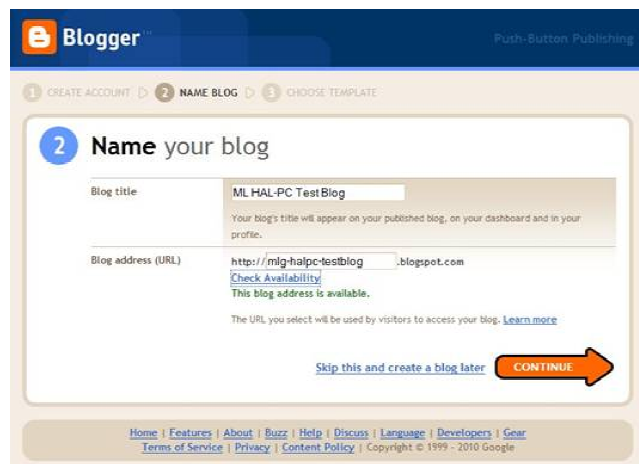 Blogger™ Push-Button Publishing
1 CREATE ACCOUNT 2 NAME BLOG 3 CHOOSE TEMPLATE
2 Name your blog
Blog title ML HAL-PC Test Blog
Your blog's title will appear on your published blog, on your dashboard and in your
profile.
Blog address (URL) http://mlg-halpc-testblog.blogspot.com
Check Availability
This blog address is available.
The URL you select will be used by visitors to access your blog. Learn more
Skip this and create a blog later CONTINUE
Home | Features | About | Buzz | Help | Discuss | Language | Developers | Gear
Terms of Service | Privacy | Content Policy | Copyright © 1999 - 2010 Google